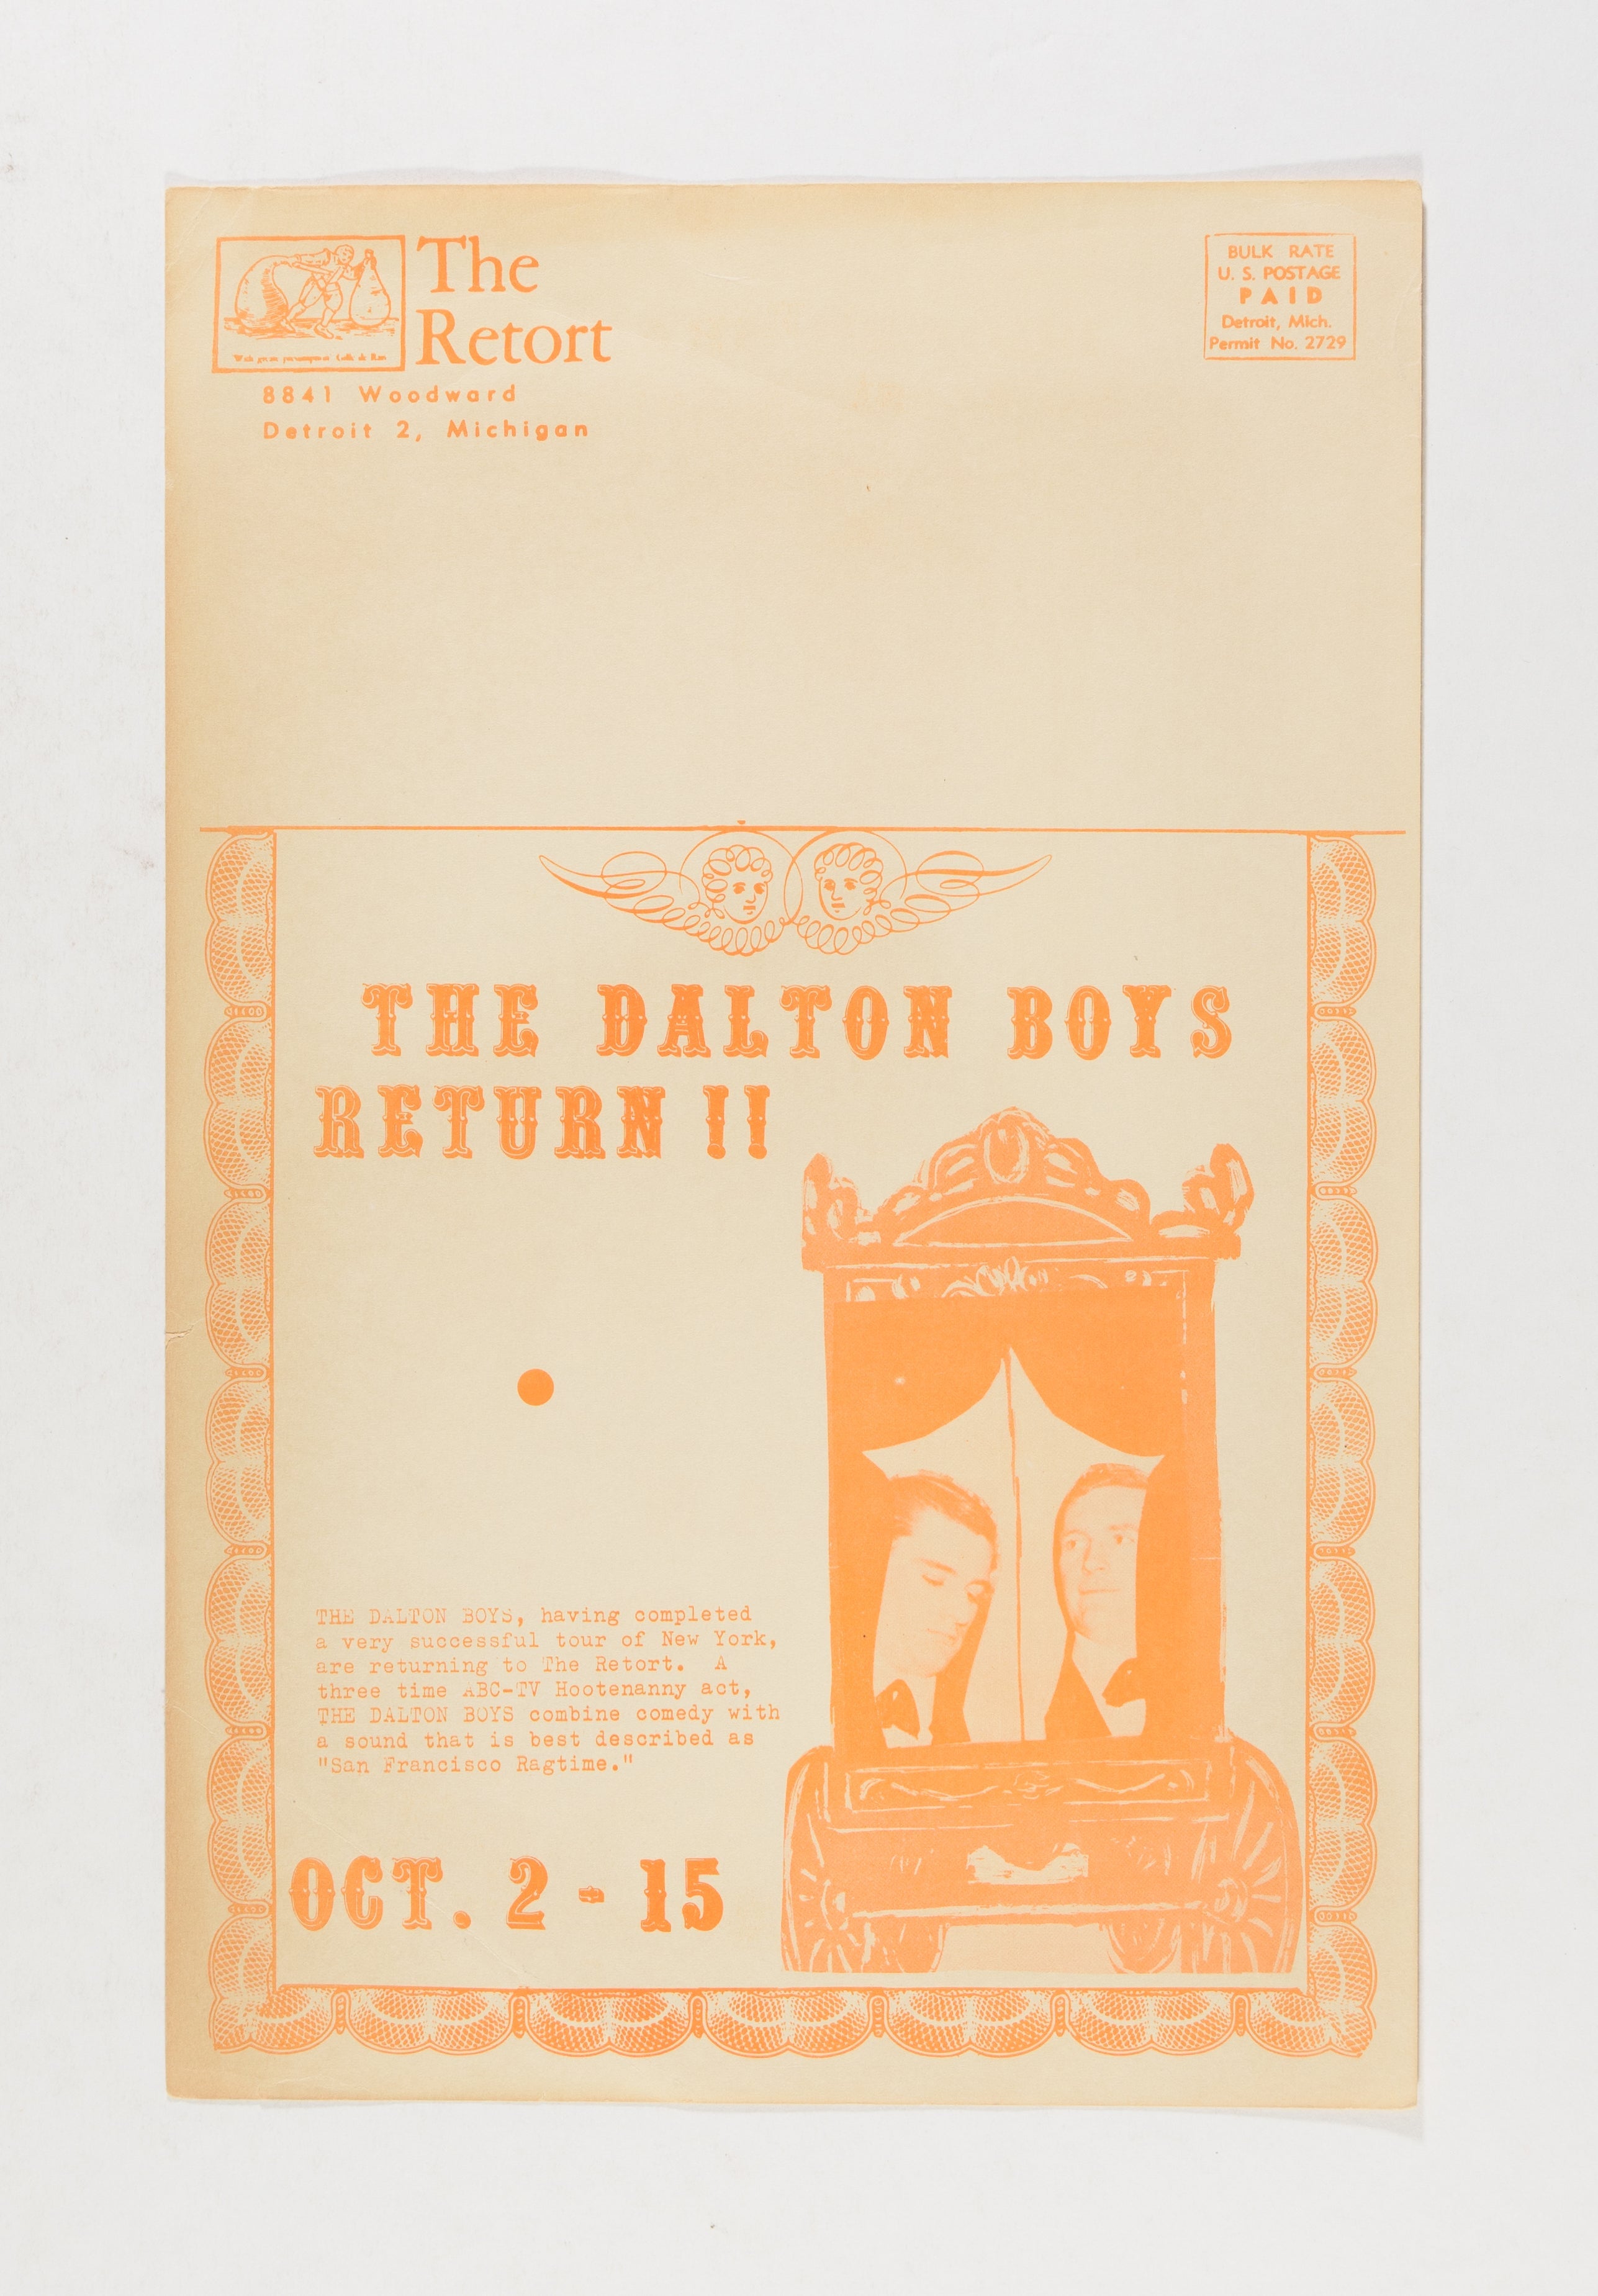 The
Retort
8841 Woodward
Detroit 2, Michigan
BULK RATE
U. S. POSTAGE
PAID
Detroit, Mich.
Permit No. 2729
THE DALTON BOYS
RETURN !!
THE DALTON BOYS, having completed
a very successful tour of New York,
are returning to The Retort. A
three time ABC-TV Hootenanny act,
THE DALTON BOYS combine comedy with
a sound that is best described as
"San Francisco Ragtime."
OCT. 2 - 15